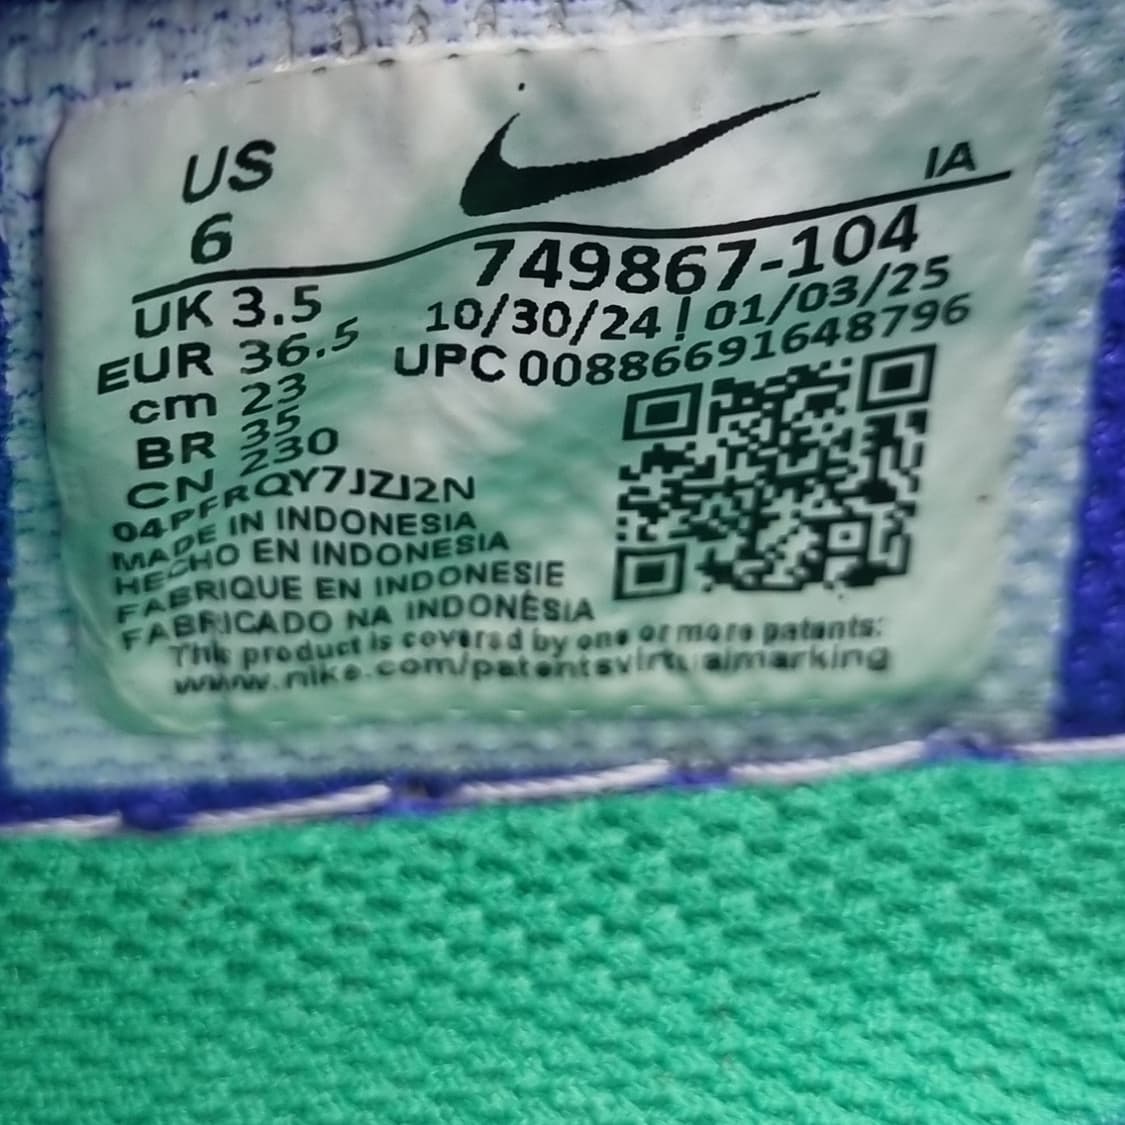 US
6
IA
UK 3.5
EUR 36.5
cm 23
BR 35
CN 230
749867-104
10/30/24 | 01/03/25
UPC 00886691648796
04PFRQY7JZJ2N
MADE IN INDONESIA
HECHO EN INDONESIA
FABRIQUE EN INDONESIE
FABRICADO NA INDONÉSIA
This product is covered by one or more patents:
www.nike.com/patentsvirtualmarking